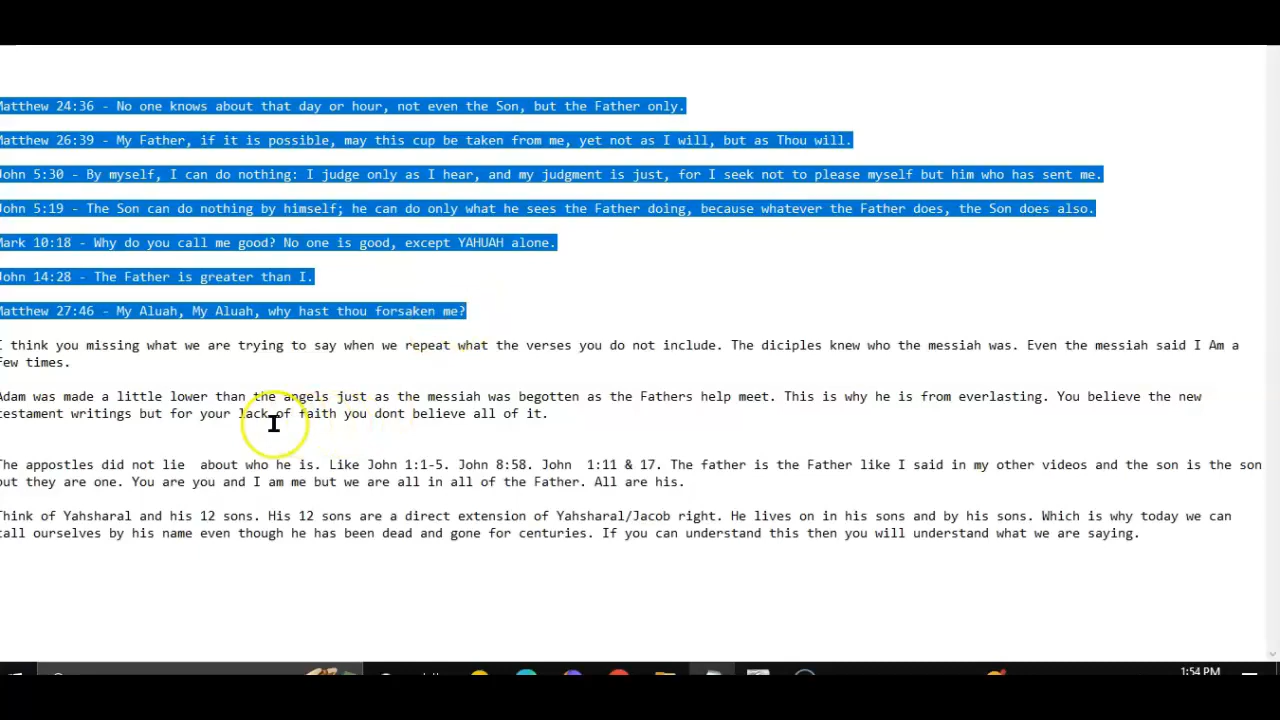 Matthew 24:36 - No one knows about that day or hour, not even the Son, but the Father only.
Matthew 26:39 - My Father, if it is possible, may this cup be taken from me, yet not as I will, but as Thou will.
John 5:30 - By myself, I can do nothing: I judge only as I hear, and my judgment is just, for I seek not to please myself but him who has sent me.
John 5:19 - The Son can do nothing by himself; he can do only what he sees the Father doing, because whatever the Father does, the Son does also.
Mark 10:18 - Why do you call me good? No one is good, except YAHUAH alone.
John 14:28 - The Father is greater than I.
Matthew 27:46 - My Aluah, My Aluah, why hast thou forsaken me?
I think you missing what we are trying to say when we repeat what the verses you do not include. The diciples knew who the messiah was. Even the messiah said I Am a
few times.
Adam was made a little lower than the angels just as the messiah was begotten as the Fathers help meet. This is why he is from everlasting. You believe the new
testament writings but for your lack of faith you dont believe all of it.
The appostles did not lie  about who he is. Like John 1:1-5. John 8:58. John  1:11 & 17. The father is the Father like I said in my other videos and the son is the son
but they are one. You are you and I am me but we are all in all of the Father. All are his.
Think of Yahsharal and his 12 sons. His 12 sons are a direct extension of Yahsharal/Jacob right. He lives on in his sons and by his sons. Which is why today we can
call ourselves by his name even though he has been dead and gone for centuries. If you can understand this then you will understand what we are saying.
1:54 PM